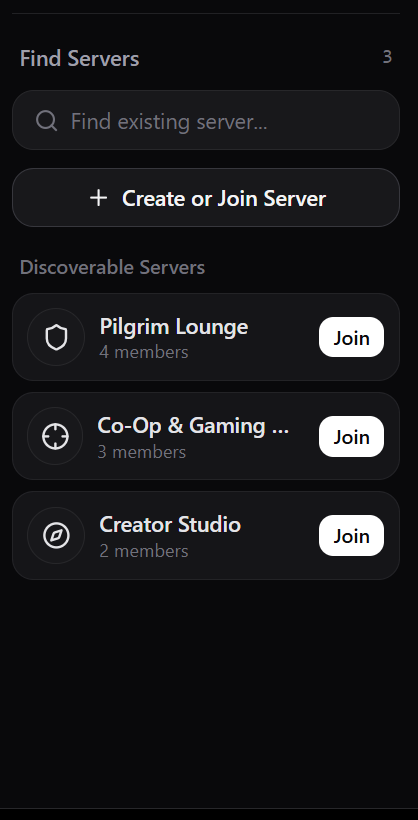 Find Servers
3
Find existing server...
Create or Join Server
Discoverable Servers
Pilgrim Lounge
4 members
Join
Co-Op & Gaming ...
3 members
Join
Creator Studio
2 members
Join